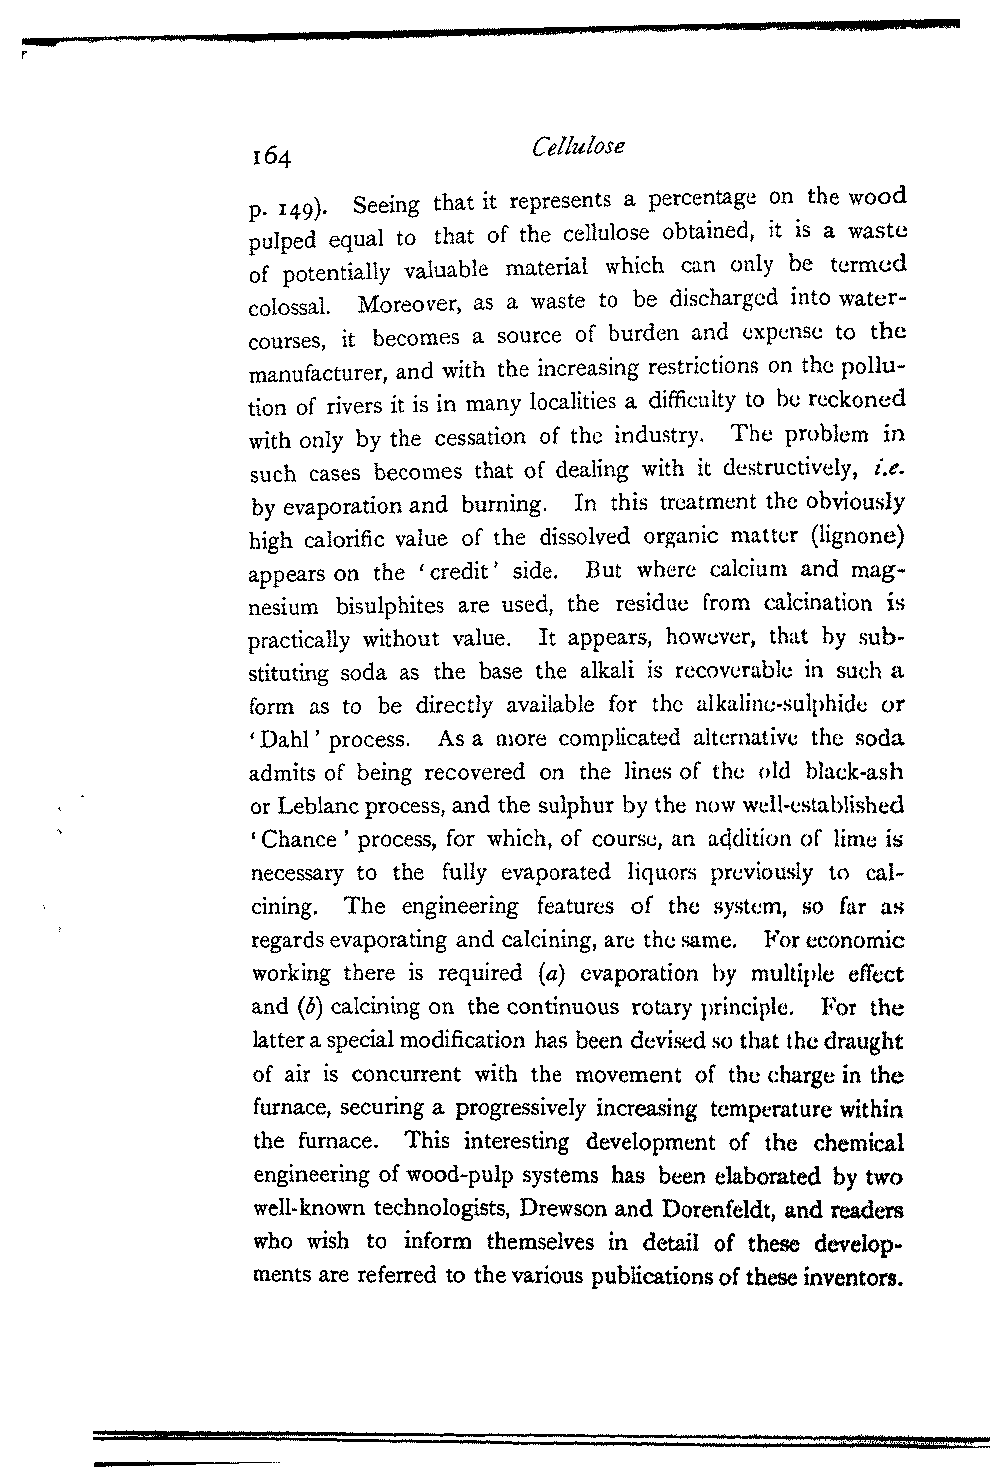 164 Cellulose
p. 149). Seeing that it represents a percentage on the wood
pulped equal to that of the cellulose obtained, it is a waste
of potentially valuable material which can only be termed
colossal. Moreover, as a waste to be discharged into water-
courses, it becomes a source of burden and expense to the
manufacturer, and with the increasing restrictions on the pollu-
tion of rivers it is in many localities a difficulty to be reckoned
with only by the cessation of the industry. The problem in
such cases becomes that of dealing with it destructively, i.e.
by evaporation and burning. In this treatment the obviously
high calorific value of the dissolved organic matter (lignone)
appears on the ‘credit’ side. But where calcium and mag-
nesium bisulphites are used, the residue from calcination is
practically without value. It appears, however, that by sub-
stituting soda as the base the alkali is recoverable in such a
form as to be directly available for the alkaline-sulphide or
‘Dahl’ process. As a more complicated alternative the soda
admits of being recovered on the lines of the old black-ash
or Leblanc process, and the sulphur by the now well-established
‘Chance’ process, for which, of course, an addition of lime is
necessary to the fully evaporated liquors previously to cal-
cining. The engineering features of the system, so far as
regards evaporating and calcining, are the same. For economic
working there is required (a) evaporation by multiple effect
and (b) calcining on the continuous rotary principle. For the
latter a special modification has been devised so that the draught
of air is concurrent with the movement of the charge in the
furnace, securing a progressively increasing temperature within
the furnace. This interesting development of the chemical
engineering of wood-pulp systems has been elaborated by two
well-known technologists, Drewson and Dorenfeldt, and readers
who wish to inform themselves in detail of these develop-
ments are referred to the various publications of these inventors.